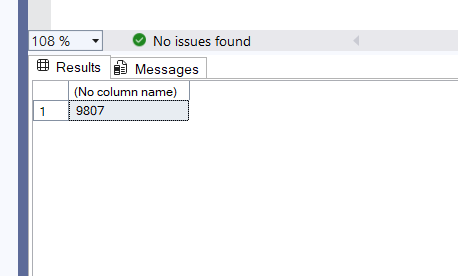 108 %
No issues found
Results
Messages
(No column name)
1 9807